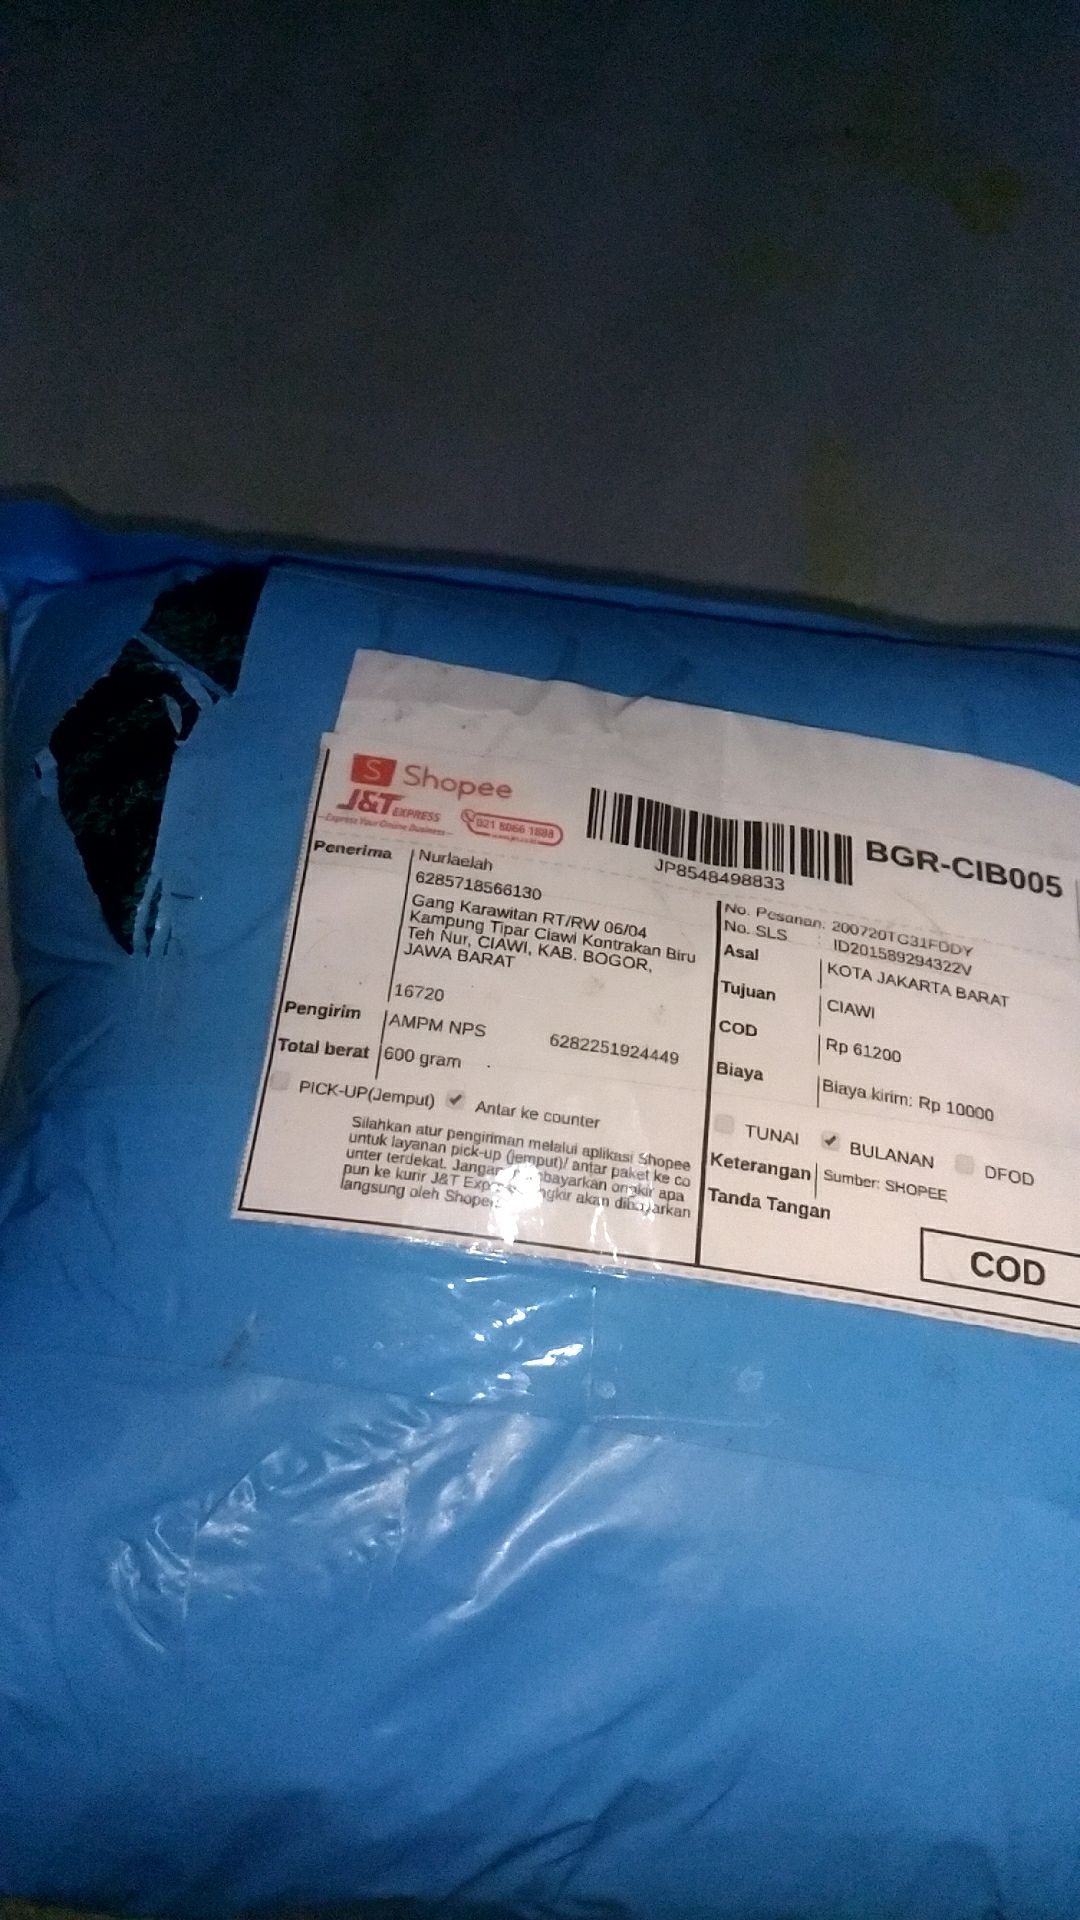 Shopee
J&T EXPRESS
Express Your Online Business
021 8066 1888
JP8548498833
BGR-CIB005
Penerima
Nurlaelah
6285718566130
Gang Karawitan RT/RW 06/04
Kampung Tipar Ciawi Kontrakan Biru
Teh Nur, CIAWI, KAB. BOGOR,
JAWA BARAT
16720
Pengirim
AMPM NPS 6282251924449
Total berat 600 gram
PICK-UP(Jemput) ✔ Antar ke counter
Silahkan atur pengiriman melalui aplikasi Shopee
untuk layanan pick-up (jemput)/ antar paket ke co
unter terdekat. Jangan membayarkan ongkir apa
pun ke kurir J&T Express. Ongkir akan dibayarkan
langsung oleh Shopee.
No. Pesanan: 200720TG31FODY
No. SLS : ID201589294322V
Asal KOTA JAKARTA BARAT
Tujuan CIAWI
COD Rp 61200
Biaya Biaya kirim: Rp 10000
TUNAI ✔ BULANAN DFOD
Keterangan Sumber: SHOPEE
Tanda Tangan
COD